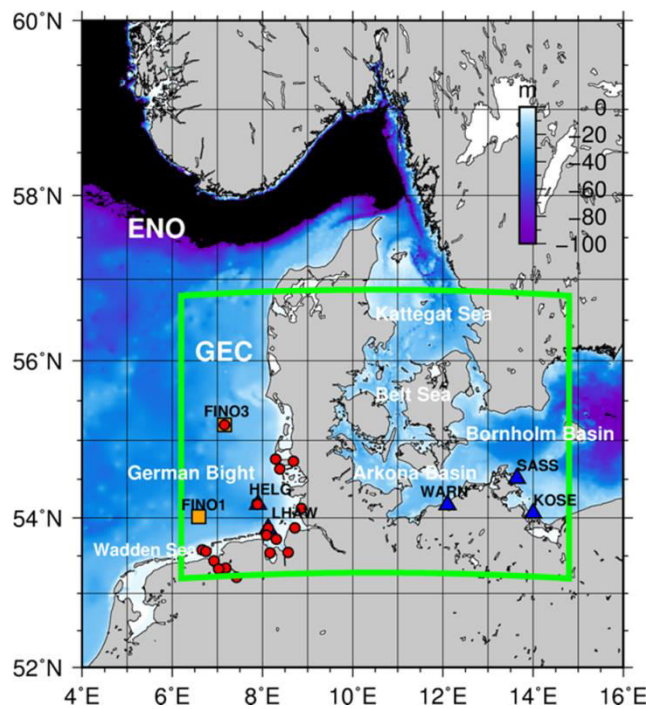 60°N
m
0
−20
−40
−60
−80
−100
58°N
ENO
Kattegat Sea
GEC
56°N
Belt Sea
FINO3
Bornholm Basin
German Bight
Arkona Basin
SASS
HELG
WARN
FINO1
KOSE
LHAW
54°N
Wadden Sea
52°N
4°E
6°E
8°E
10°E
12°E
14°E
16°E